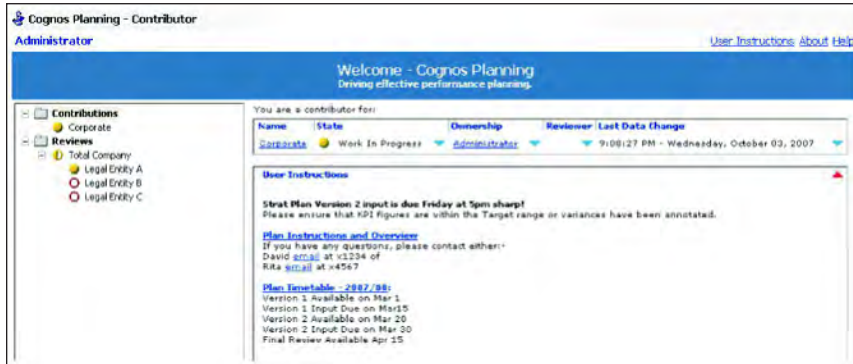 Cognos Planning - Contributor
Administrator
User Instructions About Help
Welcome - Cognos Planning
Driving effective performance planning.
Contributions
Corporate
Reviews
Total Company
Legal Entity A
Legal Entity B
Legal Entity C
You are a contributor for:
Name State Ownership Reviewer Last Data Change
Corporate Work In Progress Administrator 9:08:27 PM - Wednesday, October 03, 2007
User Instructions
Strat Plan Version 2 input is due Friday at 5pm sharp!
Please ensure that KPI figures are within the Target range or variances have been annotated.
Plan Instructions and Overview
If you have any questions, please contact either:-
David email at x1234 of
Rita email at x4567
Plan Timetable - 2007/08:
Version 1 Available on Mar 1
Version 1 Input Due on Mar15
Version 2 Available on Mar 20
Version 2 Input Due on Mar 30
Final Review Available Apr 15